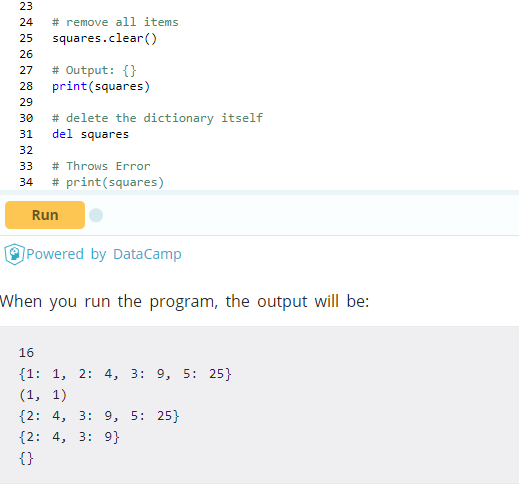 23
24 # remove all items
25 squares.clear()
26
27 # Output: {}
28 print(squares)
29
30 # delete the dictionary itself
31 del squares
32
33 # Throws Error
34 # print(squares)
Run
Powered by DataCamp
When you run the program, the output will be:
16
{1: 1, 2: 4, 3: 9, 5: 25}
(1, 1)
{2: 4, 3: 9, 5: 25}
{2: 4, 3: 9}
{}